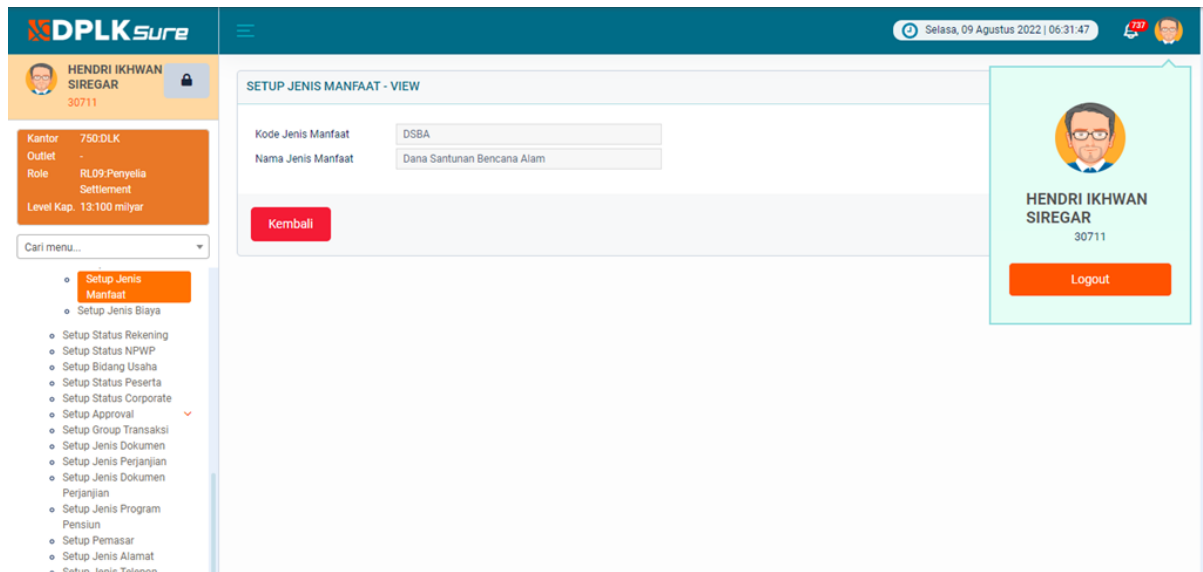 DPLKSure
Selasa, 09 Agustus 2022 | 06:31:47
737
HENDRI IKHWAN
SIREGAR
30711
Kantor 750:DLK
Outlet -
Role RL09:Penyelia
Settlement
Level Kap. 13:100 milyar
Cari menu...
Setup Jenis
Manfaat
Setup Jenis Biaya
Setup Status Rekening
Setup Status NPWP
Setup Bidang Usaha
Setup Status Peserta
Setup Status Corporate
Setup Approval
Setup Group Transaksi
Setup Jenis Dokumen
Setup Jenis Perjanjian
Setup Jenis Dokumen
Perjanjian
Setup Jenis Program
Pensiun
Setup Pemasar
Setup Jenis Alamat
Setup Jenis Telepon
SETUP JENIS MANFAAT - VIEW
Kode Jenis Manfaat DSBA
Nama Jenis Manfaat Dana Santunan Bencana Alam
Kembali
HENDRI IKHWAN
SIREGAR
30711
Logout